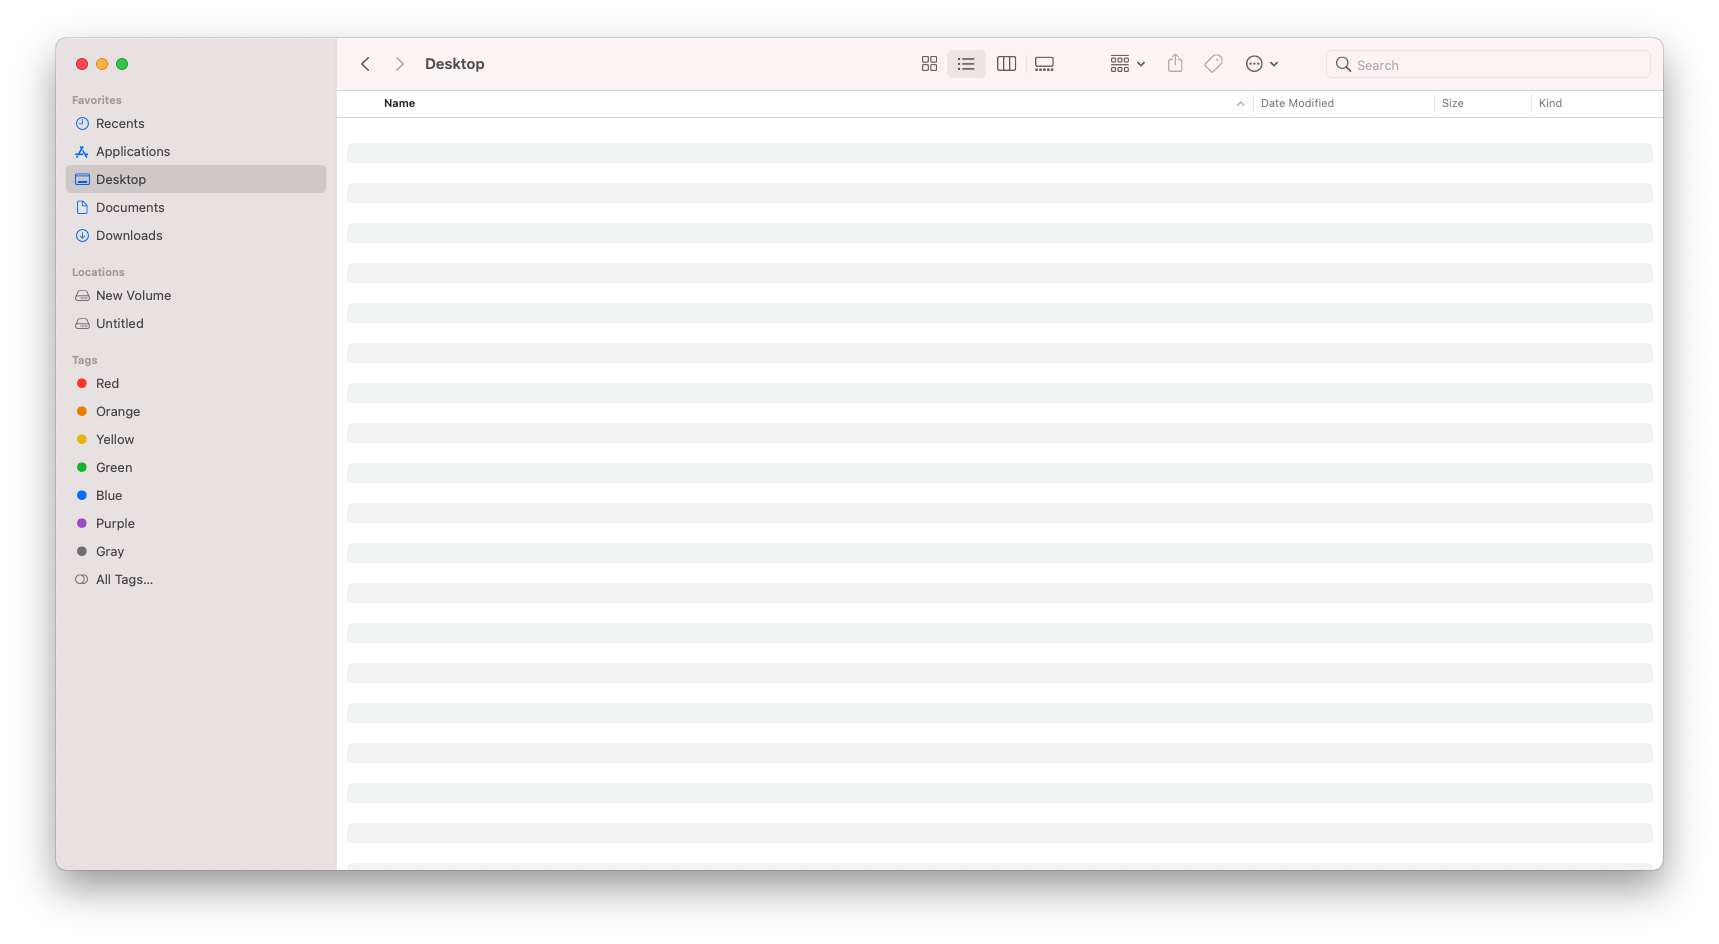 Favorites
Recents
Applications
Desktop
Documents
Downloads
Locations
New Volume
Untitled
Tags
Red
Orange
Yellow
Green
Blue
Purple
Gray
All Tags...
Desktop
Search
Name Date Modified Size Kind